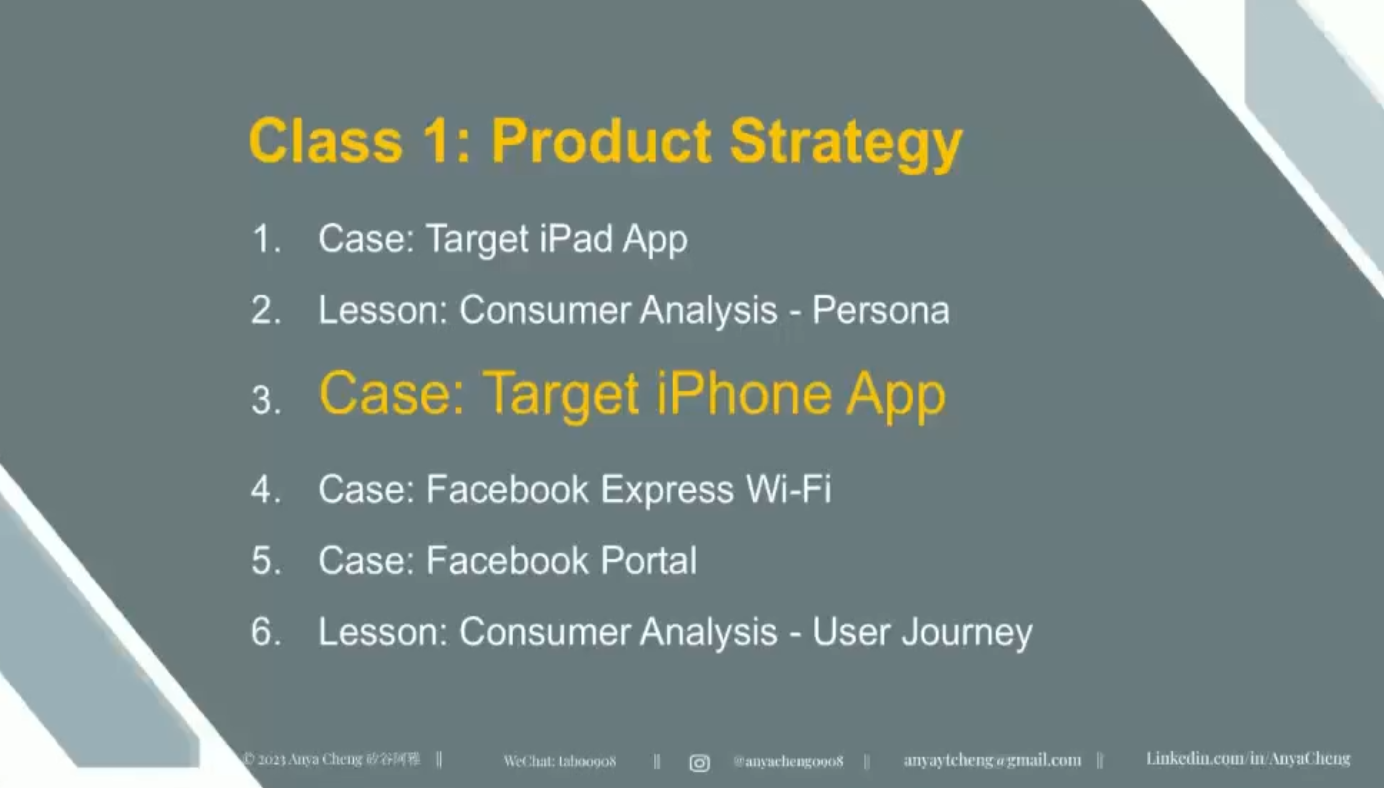 Class 1: Product Strategy
1. Case: Target iPad App
2. Lesson: Consumer Analysis - Persona
3. Case: Target iPhone App
4. Case: Facebook Express Wi-Fi
5. Case: Facebook Portal
6. Lesson: Consumer Analysis - User Journey
© 2023 Anya Cheng 矽谷阿雅 || WeChat: tab00908 || @anyacheng0908 || anyaytcheng@gmail.com || Linkedin.com/in/AnyaCheng